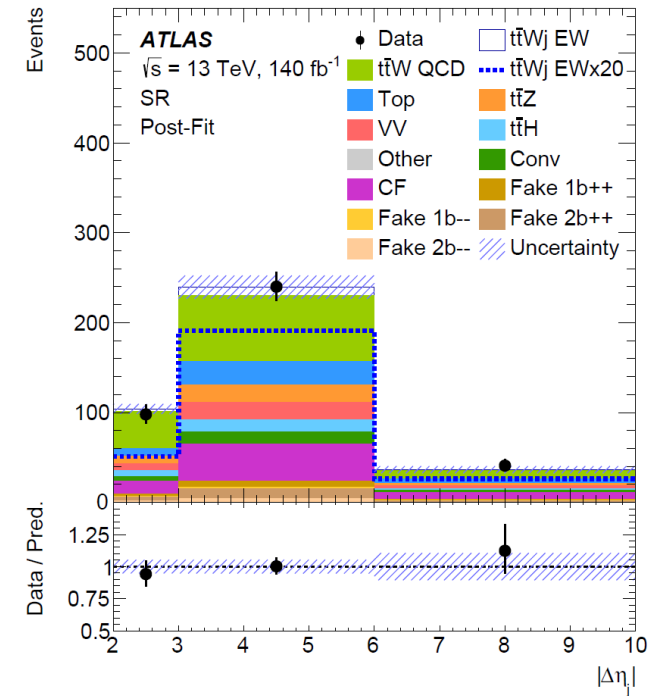 Events
500
400
300
200
100
0
ATLAS
√s = 13 TeV, 140 fb⁻¹
SR
Post-Fit
Data
tt̄Wj EW
tt̄W QCD
tt̄Wj EWx20
Top
tt̄Z
VV
tt̄H
Other
Conv
CF
Fake 1b++
Fake 1b--
Fake 2b++
Fake 2b--
Uncertainty
Data / Pred.
1.25
1
0.75
0.5
2 3 4 5 6 7 8 9 10
|Δηⱼ|